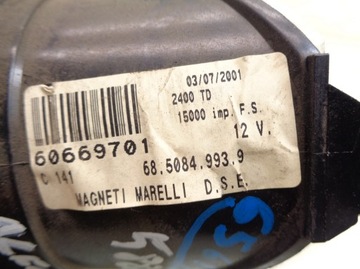 03/07/2001
2400 TD
15000 imp. F.S.
12 V.
60669701
68.5084.993.9
C 141
MAGNETI MARELLI D.S.E.